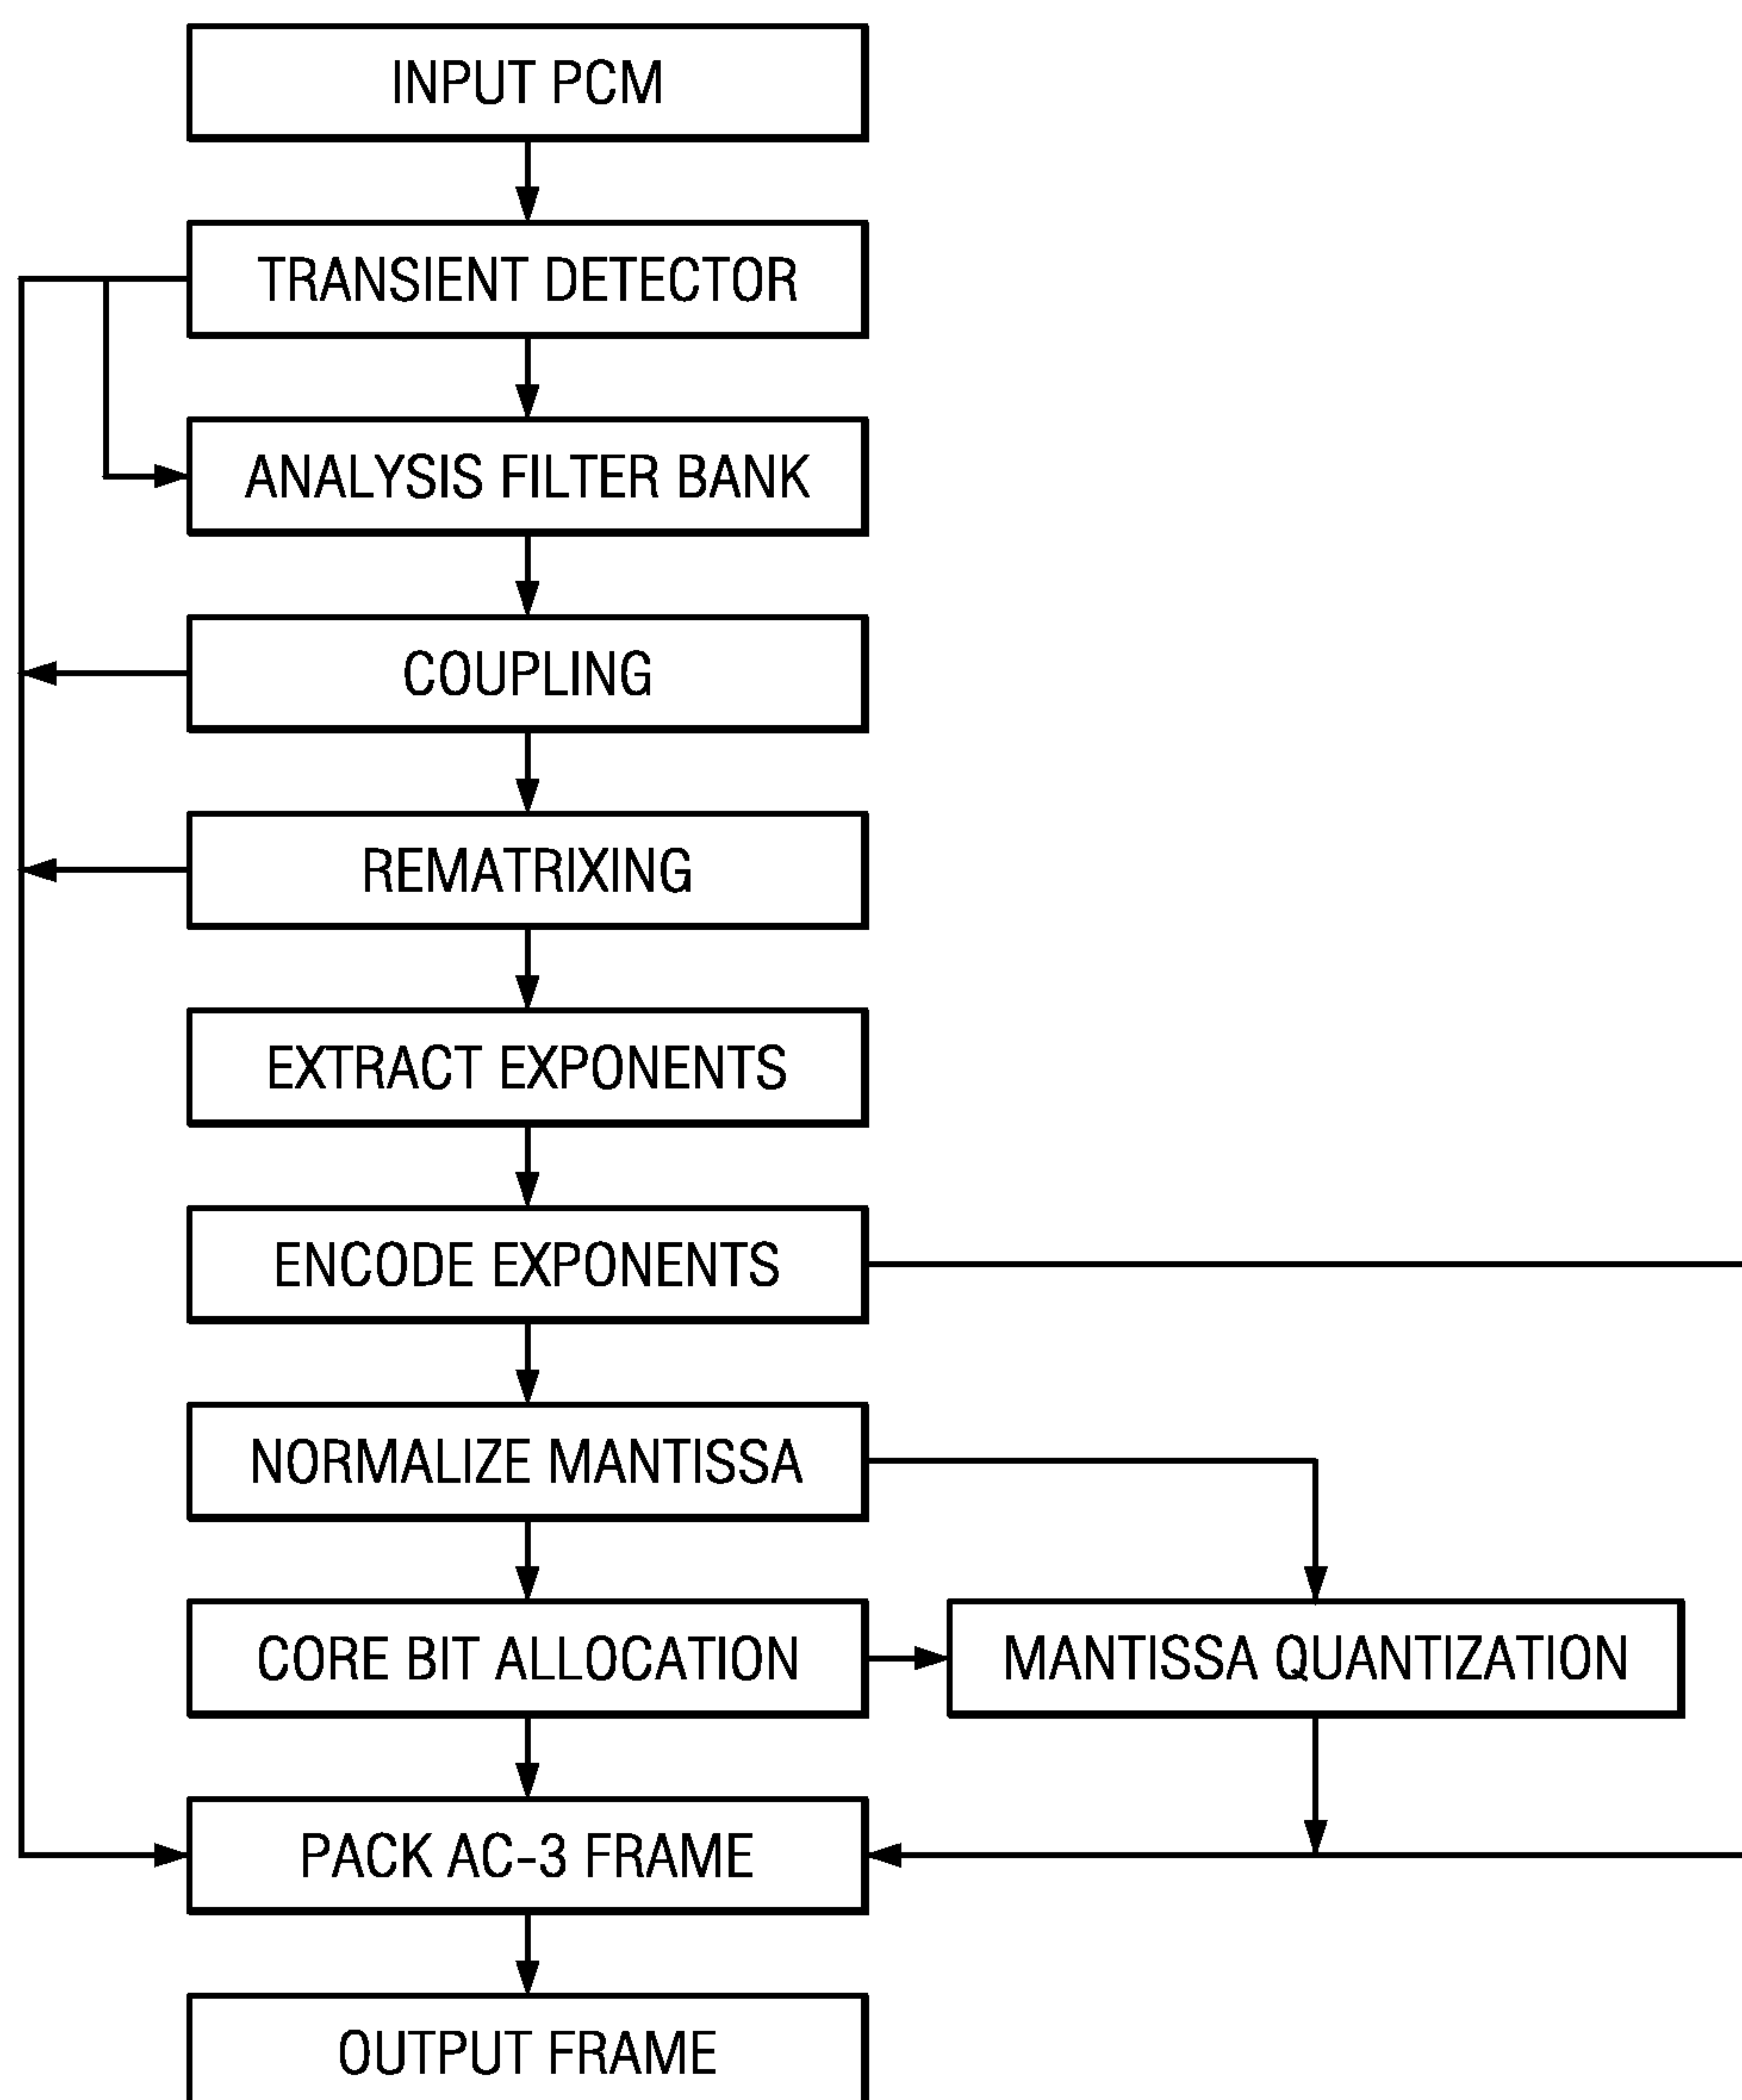 INPUT PCM
TRANSIENT DETECTOR
ANALYSIS FILTER BANK
COUPLING
REMATRIXING
EXTRACT EXPONENTS
ENCODE EXPONENTS
NORMALIZE MANTISSA
CORE BIT ALLOCATION
MANTISSA QUANTIZATION
PACK AC-3 FRAME
OUTPUT FRAME